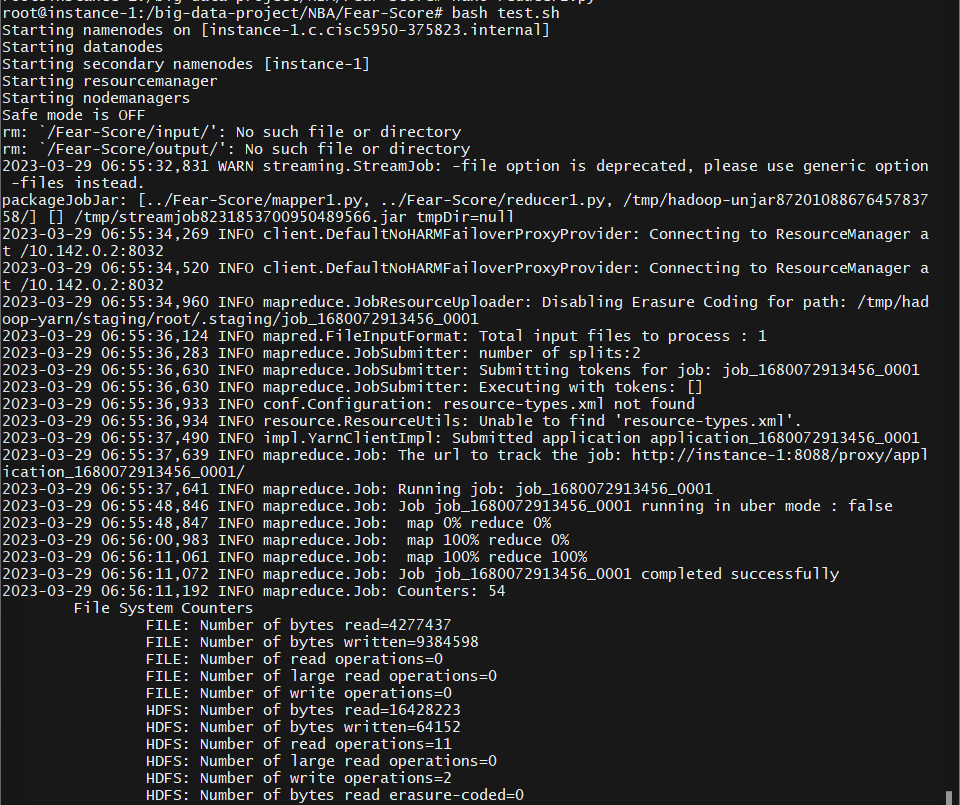 root@instance-1:/big-data-project/NBA/Fear-Score# bash test.sh
Starting namenodes on [instance-1.c.cisc5950-375823.internal]
Starting datanodes
Starting secondary namenodes [instance-1]
Starting resourcemanager
Starting nodemanagers
Safe mode is OFF
rm: `/Fear-Score/input/': No such file or directory
rm: `/Fear-Score/output/': No such file or directory
2023-03-29 06:55:32,831 WARN streaming.StreamJob: -file option is deprecated, please use generic option
 -files instead.
packageJobJar: [../Fear-Score/mapper1.py, ../Fear-Score/reducer1.py, /tmp/hadoop-unjar87201088676457837
58/] [] /tmp/streamjob8231853700950489566.jar tmpDir=null
2023-03-29 06:55:34,269 INFO client.DefaultNoHARMFailoverProxyProvider: Connecting to ResourceManager a
t /10.142.0.2:8032
2023-03-29 06:55:34,520 INFO client.DefaultNoHARMFailoverProxyProvider: Connecting to ResourceManager a
t /10.142.0.2:8032
2023-03-29 06:55:34,960 INFO mapreduce.JobResourceUploader: Disabling Erasure Coding for path: /tmp/had
oop-yarn/staging/root/.staging/job_1680072913456_0001
2023-03-29 06:55:36,124 INFO mapred.FileInputFormat: Total input files to process : 1
2023-03-29 06:55:36,283 INFO mapreduce.JobSubmitter: number of splits:2
2023-03-29 06:55:36,630 INFO mapreduce.JobSubmitter: Submitting tokens for job: job_1680072913456_0001
2023-03-29 06:55:36,630 INFO mapreduce.JobSubmitter: Executing with tokens: []
2023-03-29 06:55:36,933 INFO conf.Configuration: resource-types.xml not found
2023-03-29 06:55:36,934 INFO resource.ResourceUtils: Unable to find 'resource-types.xml'.
2023-03-29 06:55:37,490 INFO impl.YarnClientImpl: Submitted application application_1680072913456_0001
2023-03-29 06:55:37,639 INFO mapreduce.Job: The url to track the job: http://instance-1:8088/proxy/appl
ication_1680072913456_0001/
2023-03-29 06:55:37,641 INFO mapreduce.Job: Running job: job_1680072913456_0001
2023-03-29 06:55:48,846 INFO mapreduce.Job: Job job_1680072913456_0001 running in uber mode : false
2023-03-29 06:55:48,847 INFO mapreduce.Job:  map 0% reduce 0%
2023-03-29 06:56:00,983 INFO mapreduce.Job:  map 100% reduce 0%
2023-03-29 06:56:11,061 INFO mapreduce.Job:  map 100% reduce 100%
2023-03-29 06:56:11,072 INFO mapreduce.Job: Job job_1680072913456_0001 completed successfully
2023-03-29 06:56:11,192 INFO mapreduce.Job: Counters: 54
File System Counters
FILE: Number of bytes read=4277437
FILE: Number of bytes written=9384598
FILE: Number of read operations=0
FILE: Number of large read operations=0
FILE: Number of write operations=0
HDFS: Number of bytes read=16428223
HDFS: Number of bytes written=64152
HDFS: Number of read operations=11
HDFS: Number of large read operations=0
HDFS: Number of write operations=2
HDFS: Number of bytes read erasure-coded=0